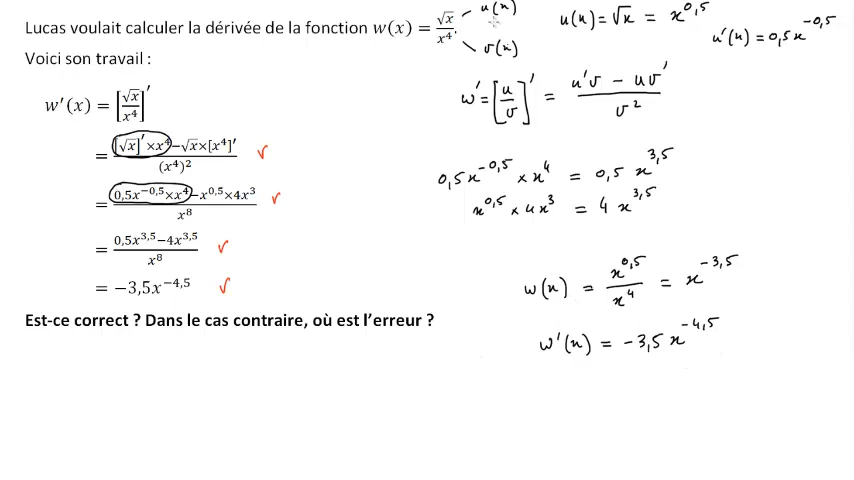 Lucas voulait calculer la dérivée de la fonction w(x) = √x/x⁴.
u(x)
v(x)
u(x) = √x = x^0,5
u'(x) = 0,5x^−0,5
Voici son travail :
w'(x) = [√x/x⁴]'
= ([√x]' × x⁴ − √x × [x⁴]')/(x⁴)² ✓
= (0,5x^−0,5 × x⁴ − x^0,5 × 4x³)/x⁸ ✓
= (0,5x^3,5 − 4x^3,5)/x⁸ ✓
= −3,5x^−4,5 ✓
Est-ce correct ? Dans le cas contraire, où est l'erreur ?
w' = [u/v]' = (u'v − uv')/v²
0,5x^−0,5 × x⁴ = 0,5 x^3,5
x^0,5 × 4x³ = 4 x^3,5
w(x) = x^0,5/x⁴ = x^−3,5
w'(x) = −3,5 x^−4,5